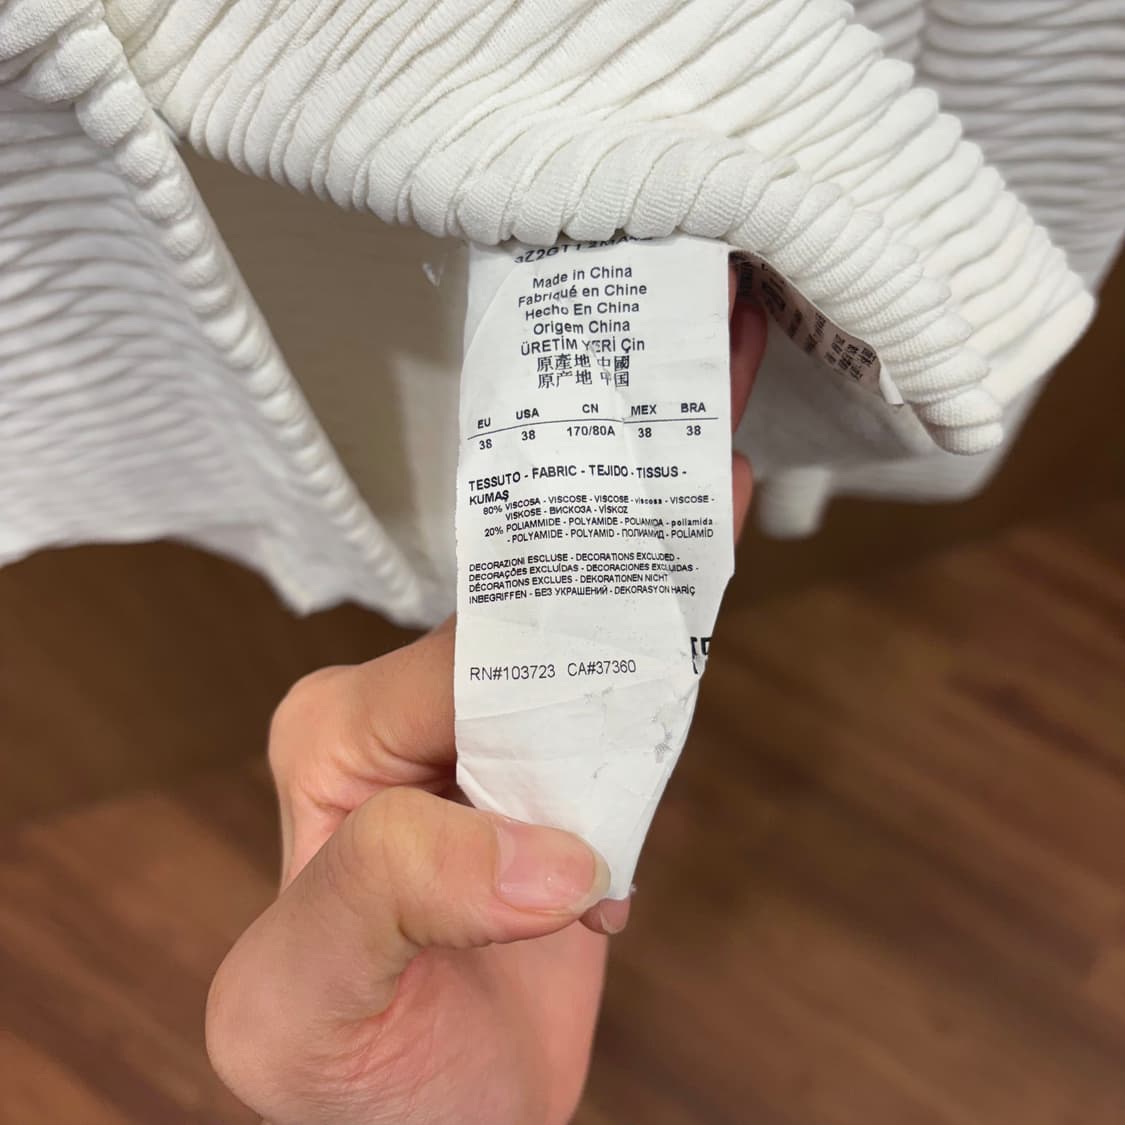 Made in China
Fabriqué en Chine
Hecho En China
Origem China
ÜRETİM YERİ Çin
原產地 中國
原产地 中国
EU USA CN MEX BRA
38 38 170/80A 38 38
TESSUTO - FABRIC - TEJIDO - TISSUS -
KUMAŞ
80% VISCOSA - VISCOSE - VISCOSE - viscosa - VISCOSE -
VISKOSE - ВИСКОЗА - VİSKOZ
20% POLIAMMIDE - POLYAMIDE - POLIAMIDA - poliamida
- POLYAMIDE - POLYAMID - ПОЛИАМИД - POLİAMİD
DECORAZIONI ESCLUSE - DECORATIONS EXCLUDED -
DECORAÇÕES EXCLUÍDAS - DECORACIONES EXCLUIDAS -
DÉCORATIONS EXCLUES - DEKORATIONEN NICHT
INBEGRIFFEN - БЕЗ УКРАШЕНИЙ - DEKORASYON HARİÇ
RN#103723 CA#37360